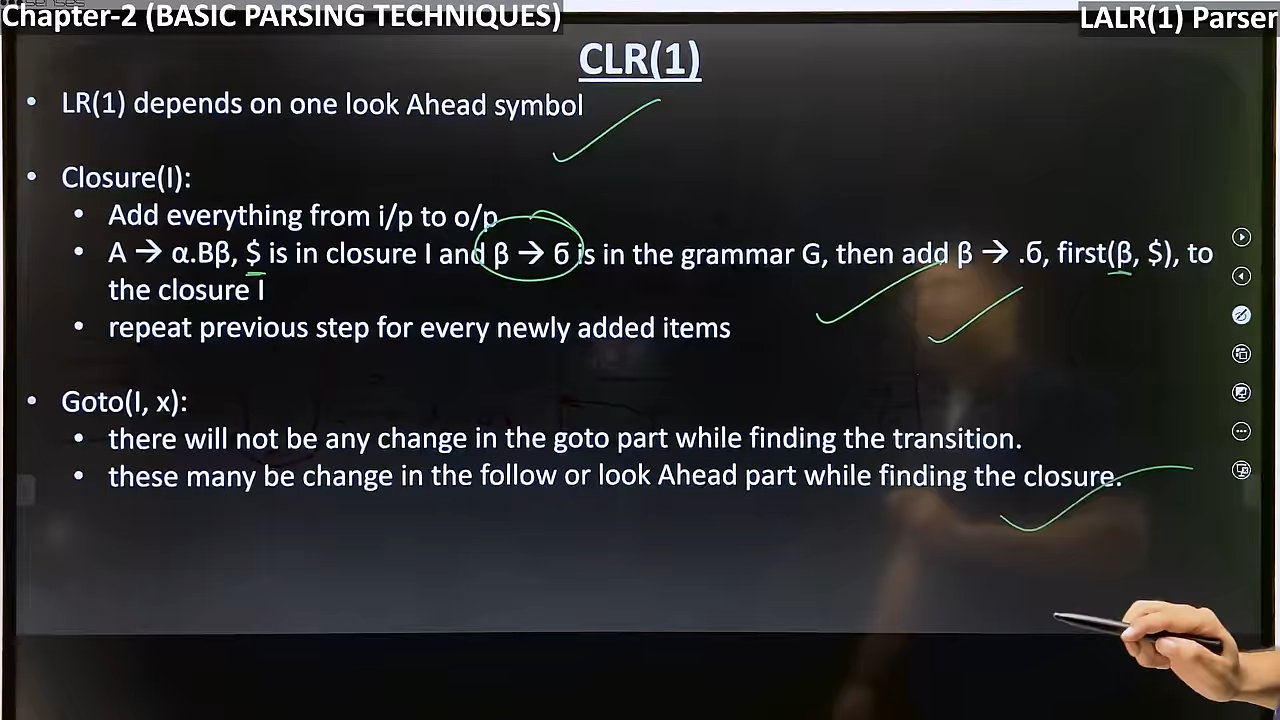 Chapter-2 (BASIC PARSING TECHNIQUES)
LALR(1) Parser
CLR(1)
• LR(1) depends on one look Ahead symbol
• Closure(I):
• Add everything from i/p to o/p
• A → α.Bβ, $ is in closure I and β → б is in the grammar G, then add β → .б, first(β, $), to
the closure I
• repeat previous step for every newly added items
• Goto(I, x):
• there will not be any change in the goto part while finding the transition.
• these many be change in the follow or look Ahead part while finding the closure.